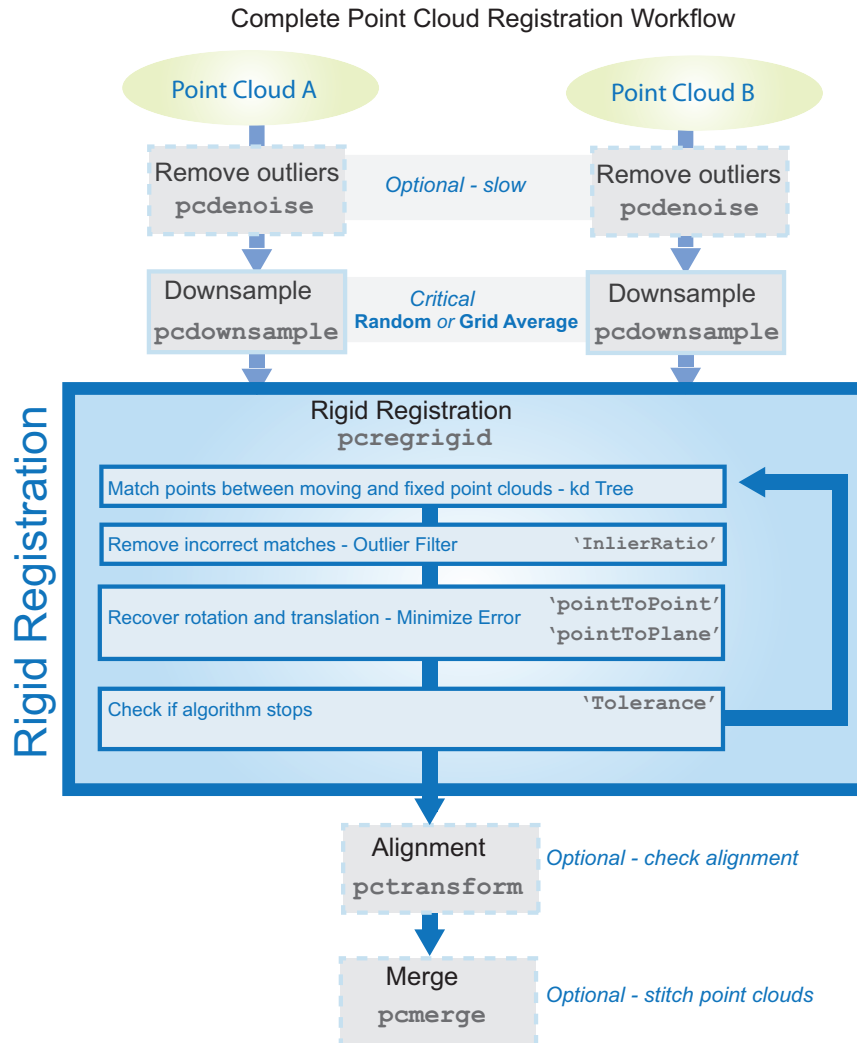 Complete Point Cloud Registration Workflow
Point Cloud A
Point Cloud B
Remove outliers
pcdenoise
Optional - slow
Remove outliers
pcdenoise
Downsample
pcdownsample
Critical
Random or Grid Average
Downsample
pcdownsample
Rigid Registration
Rigid Registration
pcregrigid
Match points between moving and fixed point clouds - kd Tree
Remove incorrect matches - Outlier Filter
‘InlierRatio’
Recover rotation and translation - Minimize Error
‘pointToPoint’
‘pointToPlane’
Check if algorithm stops
‘Tolerance’
Alignment
pctransform
Optional - check alignment
Merge
pcmerge
Optional - stitch point clouds